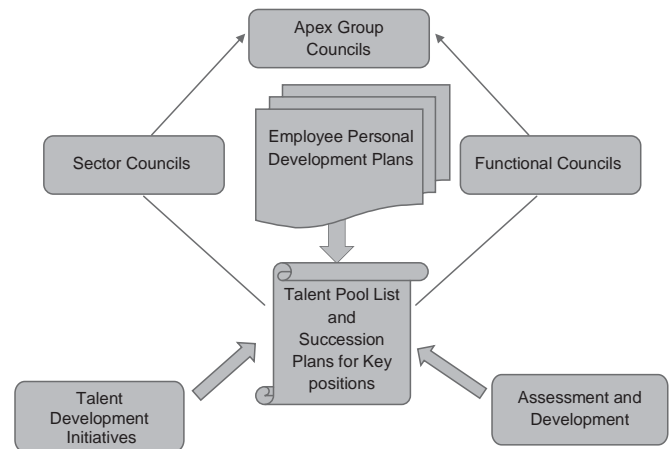 Apex Group
Councils
Employee Personal
Development Plans
Sector Councils
Functional Councils
Talent Pool List
and
Succession
Plans for Key
positions
Talent
Development
Initiatives
Assessment and
Development